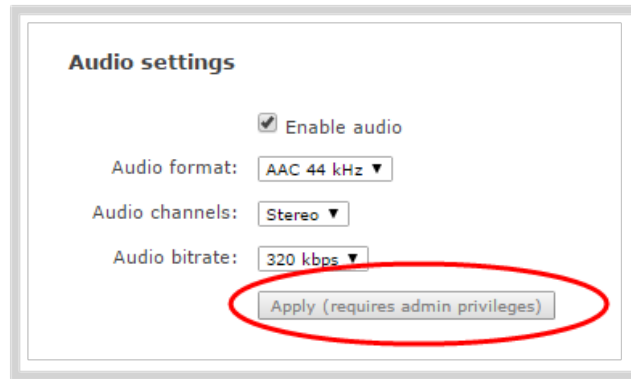 Audio settings
Enable audio
Audio format: AAC 44 kHz
Audio channels: Stereo
Audio bitrate: 320 kbps
Apply (requires admin privileges)